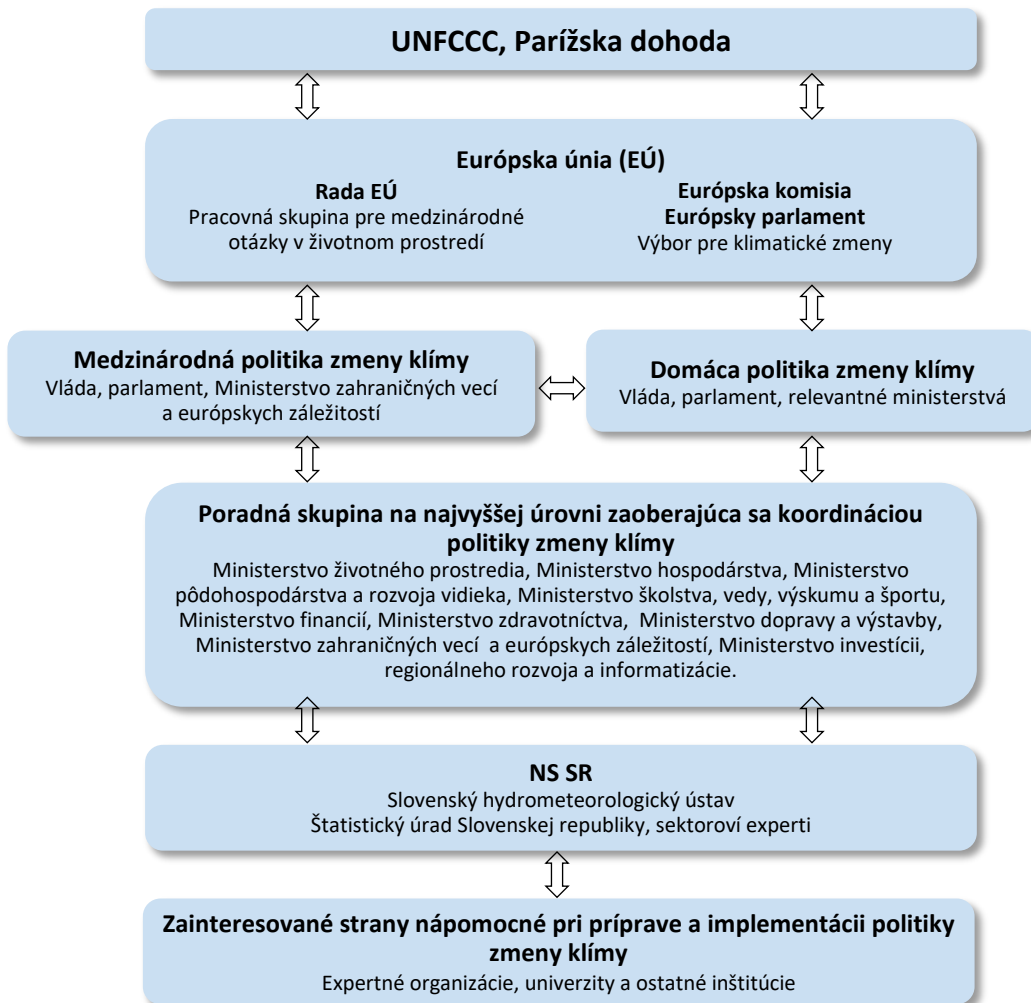 UNFCCC, Parížska dohoda
Európska únia (EÚ)
Rada EÚ
Pracovná skupina pre medzinárodné
otázky v životnom prostredí
Európska komisia
Európsky parlament
Výbor pre klimatické zmeny
Medzinárodná politika zmeny klímy
Vláda, parlament, Ministerstvo zahraničných vecí
a európskych záležitostí
Domáca politika zmeny klímy
Vláda, parlament, relevantné ministerstvá
Poradná skupina na najvyššej úrovni zaoberajúca sa koordináciou
politiky zmeny klímy
Ministerstvo životného prostredia, Ministerstvo hospodárstva, Ministerstvo
pôdohospodárstva a rozvoja vidieka, Ministerstvo školstva, vedy, výskumu a športu,
Ministerstvo financií, Ministerstvo zdravotníctva, Ministerstvo dopravy a výstavby,
Ministerstvo zahraničných vecí a európskych záležitostí, Ministerstvo investícii,
regionálneho rozvoja a informatizácie.
NS SR
Slovenský hydrometeorologický ústav
Štatistický úrad Slovenskej republiky, sektoroví experti
Zainteresované strany nápomocné pri príprave a implementácii politiky
zmeny klímy
Expertné organizácie, univerzity a ostatné inštitúcie